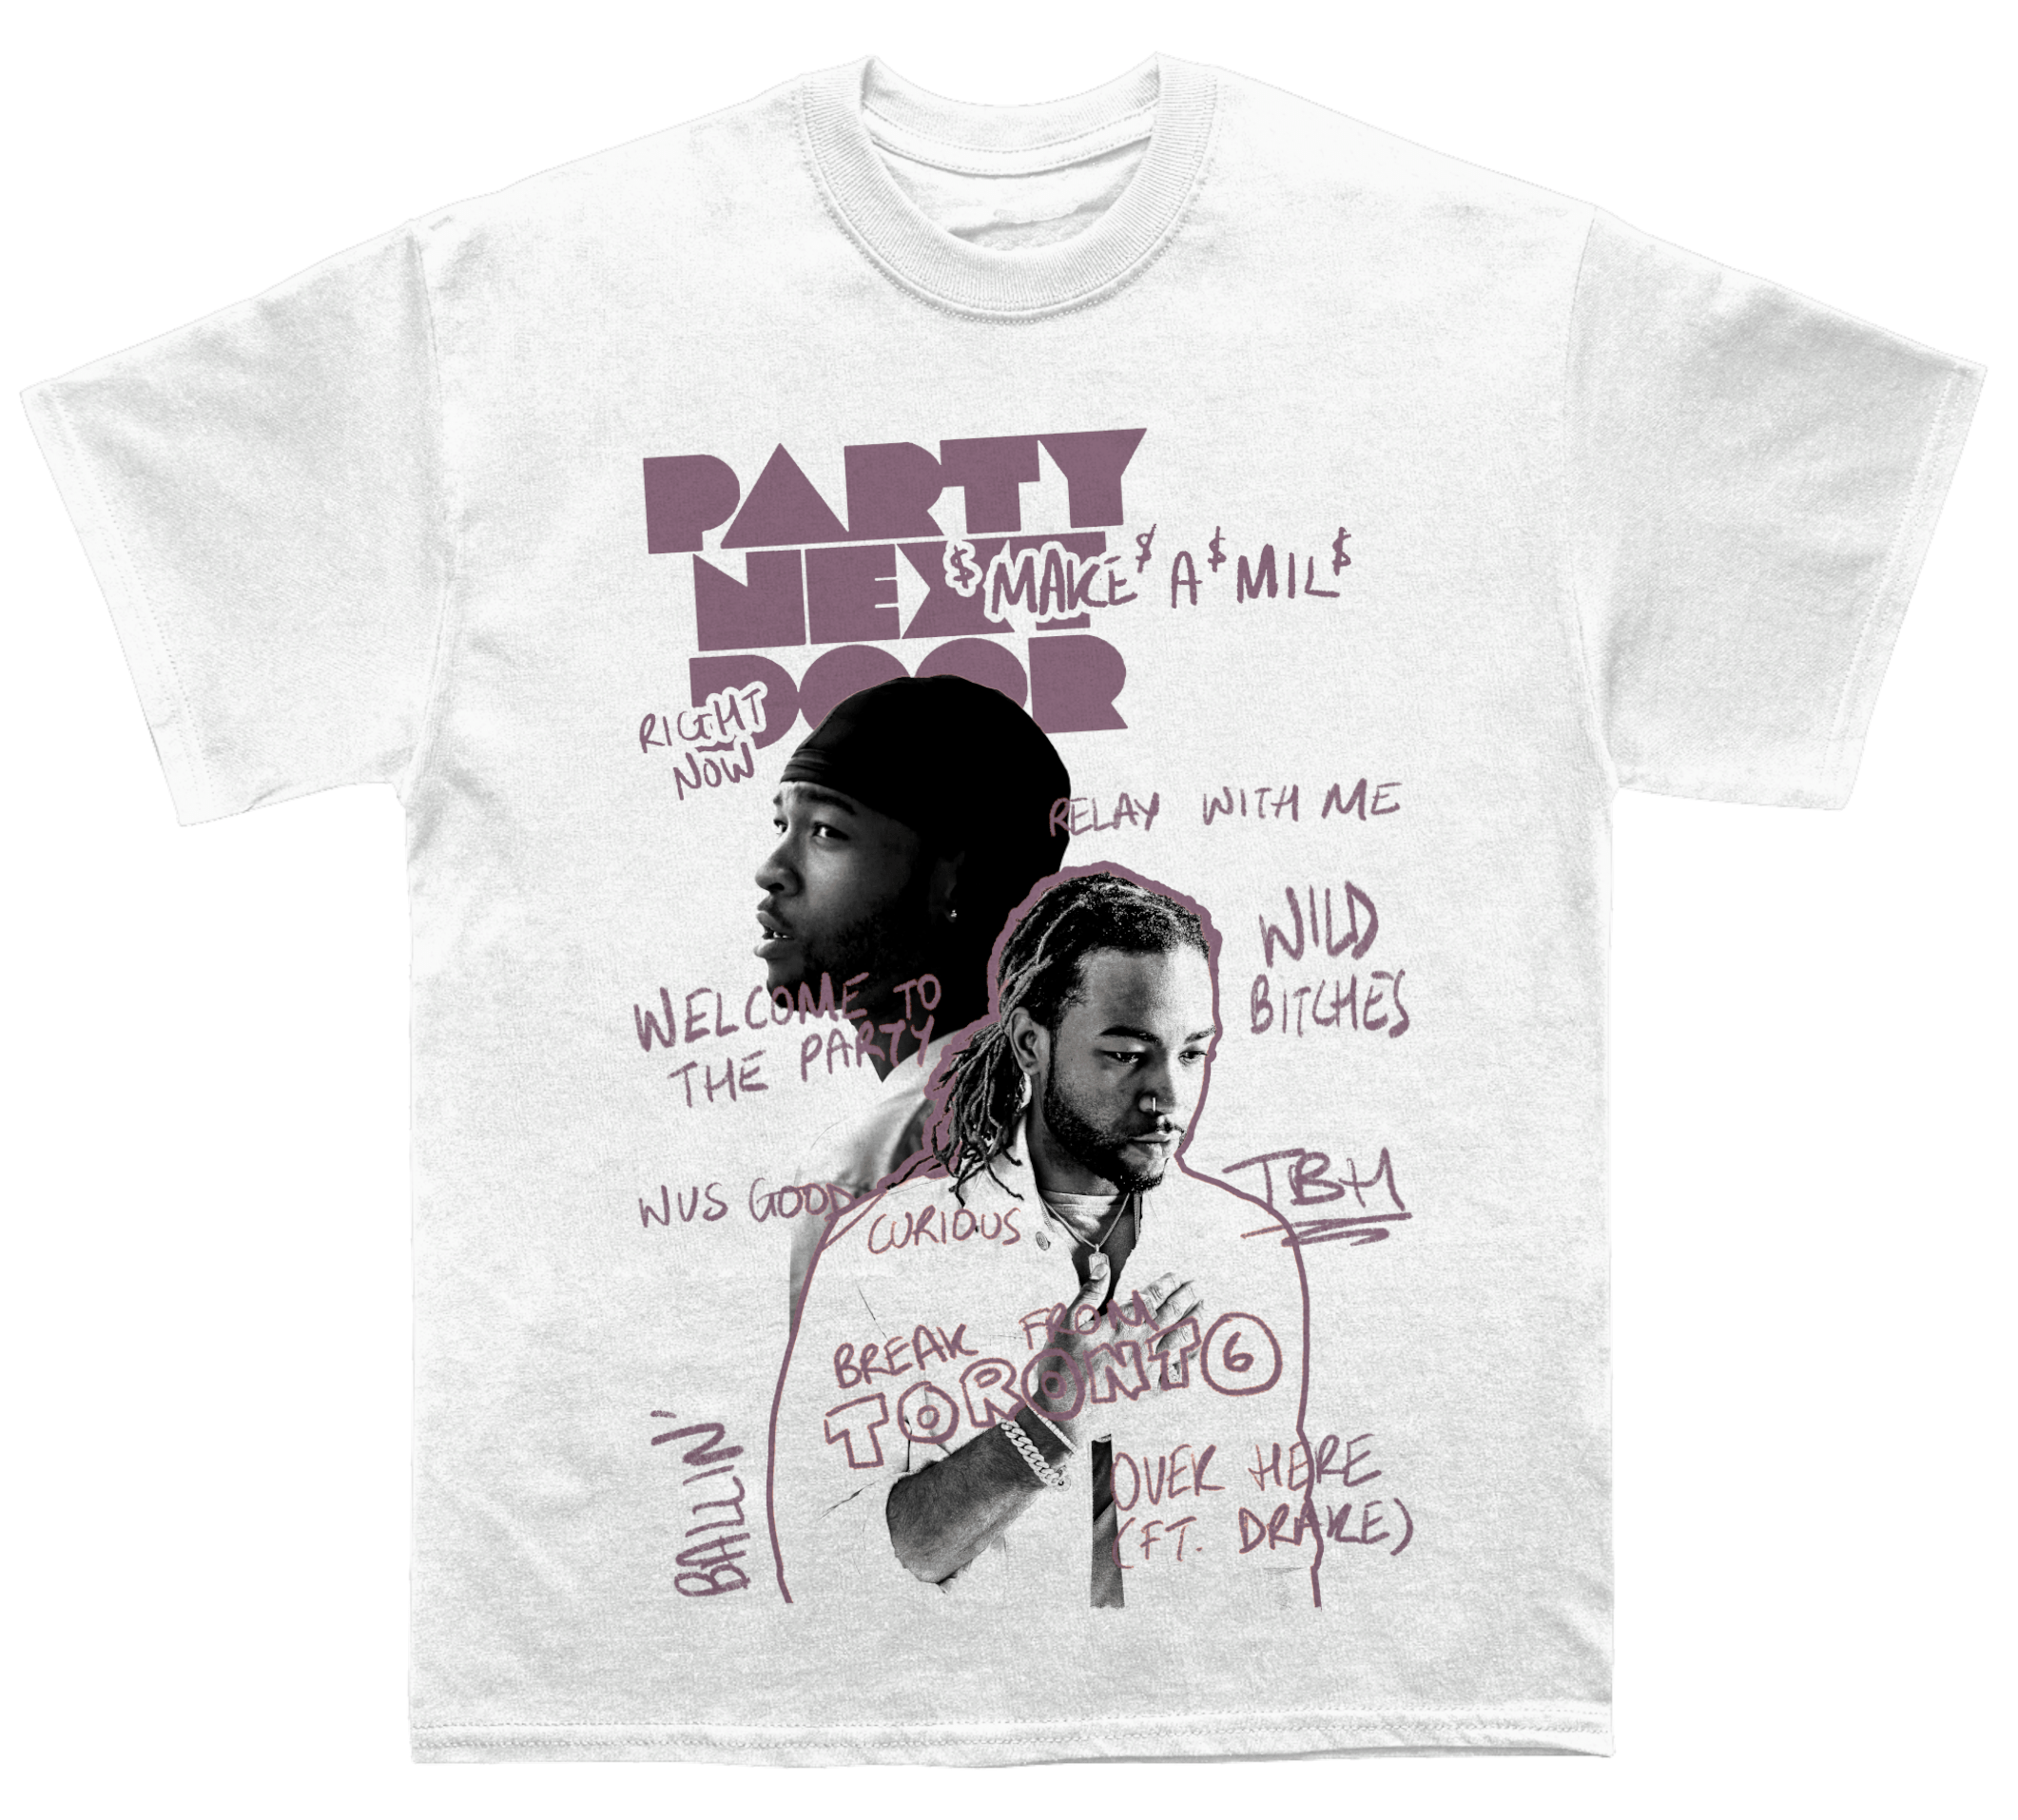 PARTY
NEXT
$ MAKE $ A $ MIL $
DOOR
RIGHT
NOW
RELAY WITH ME
WILD
BITCHES
WELCOME TO
THE PARTY
TBH
WUS GOOD
CURIOUS
BREAK FROM
TORONTO
6
BALLIN'
OVER HERE
(FT. DRAKE)